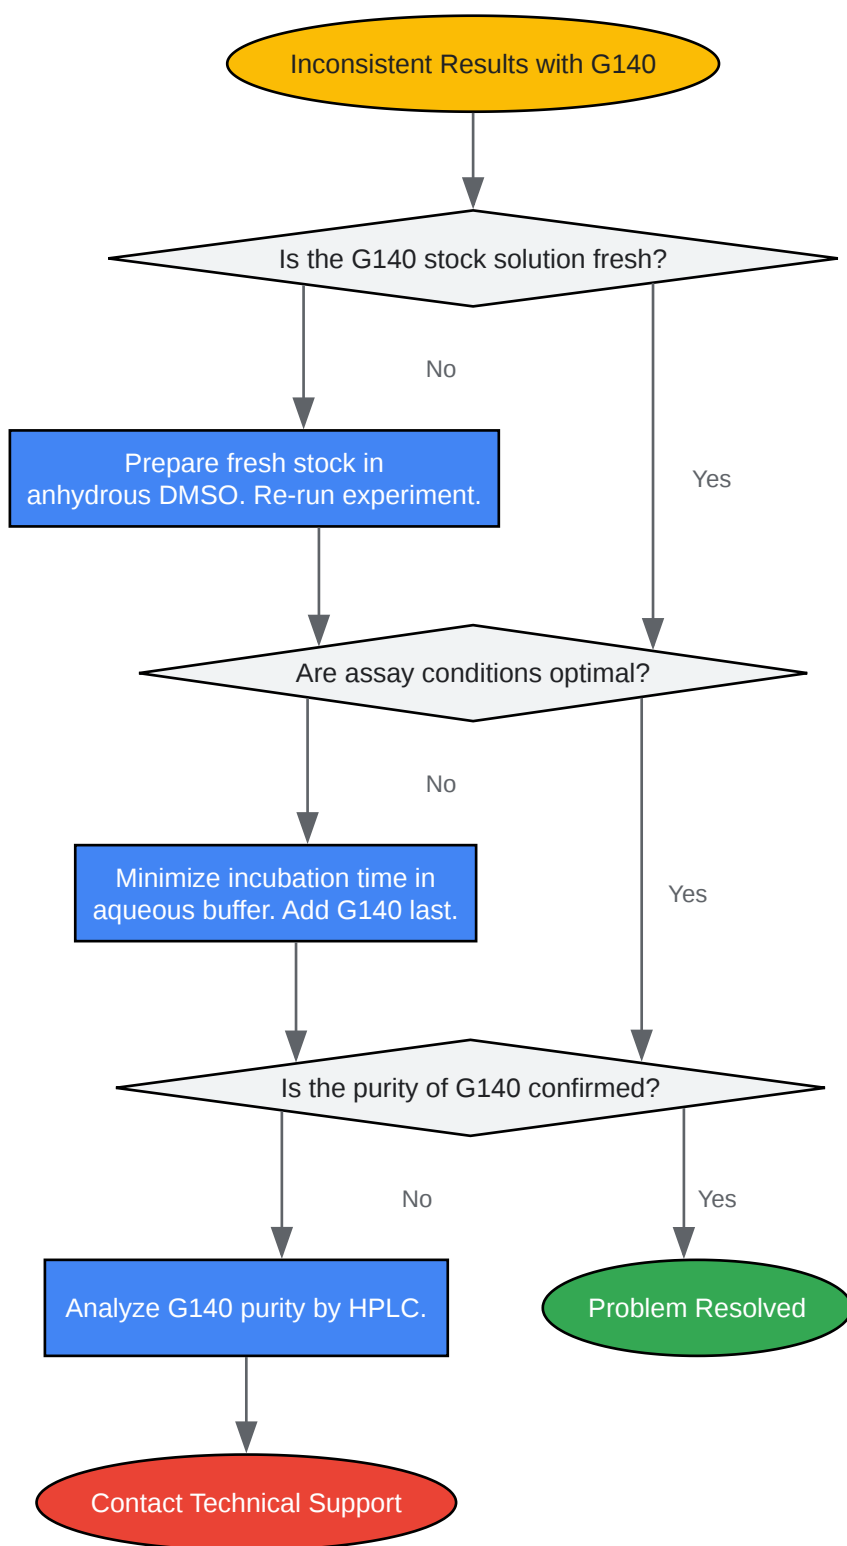 Inconsistent Results with G140
Is the G140 stock solution fresh?
No
Prepare fresh stock in
anhydrous DMSO. Re-run experiment.
Yes
Are assay conditions optimal?
No
Minimize incubation time in
aqueous buffer. Add G140 last.
Yes
Is the purity of G140 confirmed?
No
Yes
Analyze G140 purity by HPLC.
Problem Resolved
Contact Technical Support